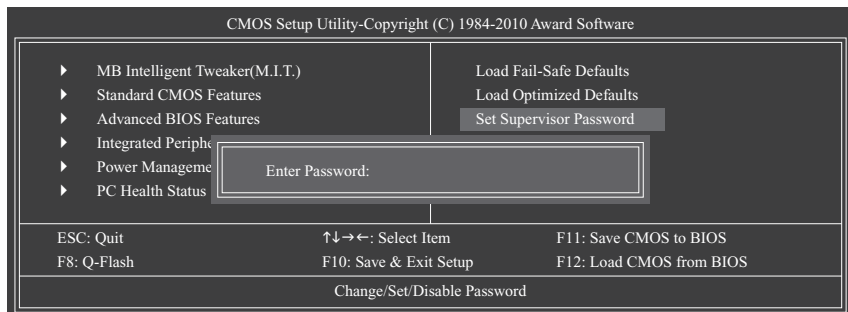 CMOS Setup Utility-Copyright (C) 1984-2010 Award Software
MB Intelligent Tweaker(M.I.T.)
Standard CMOS Features
Advanced BIOS Features
Integrated Periphe
Power Manageme
PC Health Status
Load Fail-Safe Defaults
Load Optimized Defaults
Set Supervisor Password
Enter Password:
ESC: Quit
↑↓→←: Select Item
F11: Save CMOS to BIOS
F8: Q-Flash
F10: Save & Exit Setup
F12: Load CMOS from BIOS
Change/Set/Disable Password